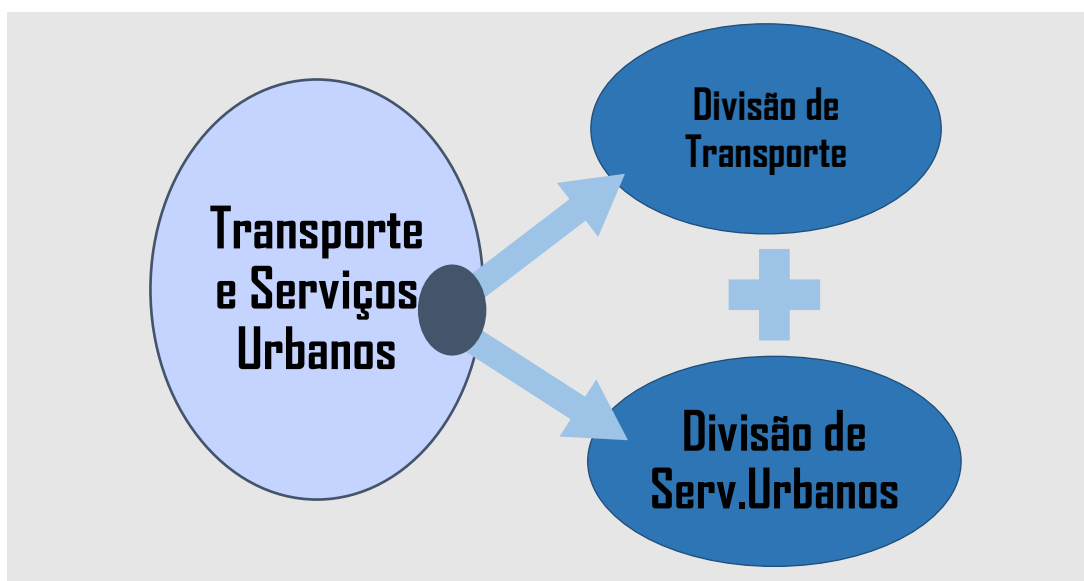 Transporte
e Serviços
Urbanos
Divisão de
Transporte
Divisão de
Serv.Urbanos